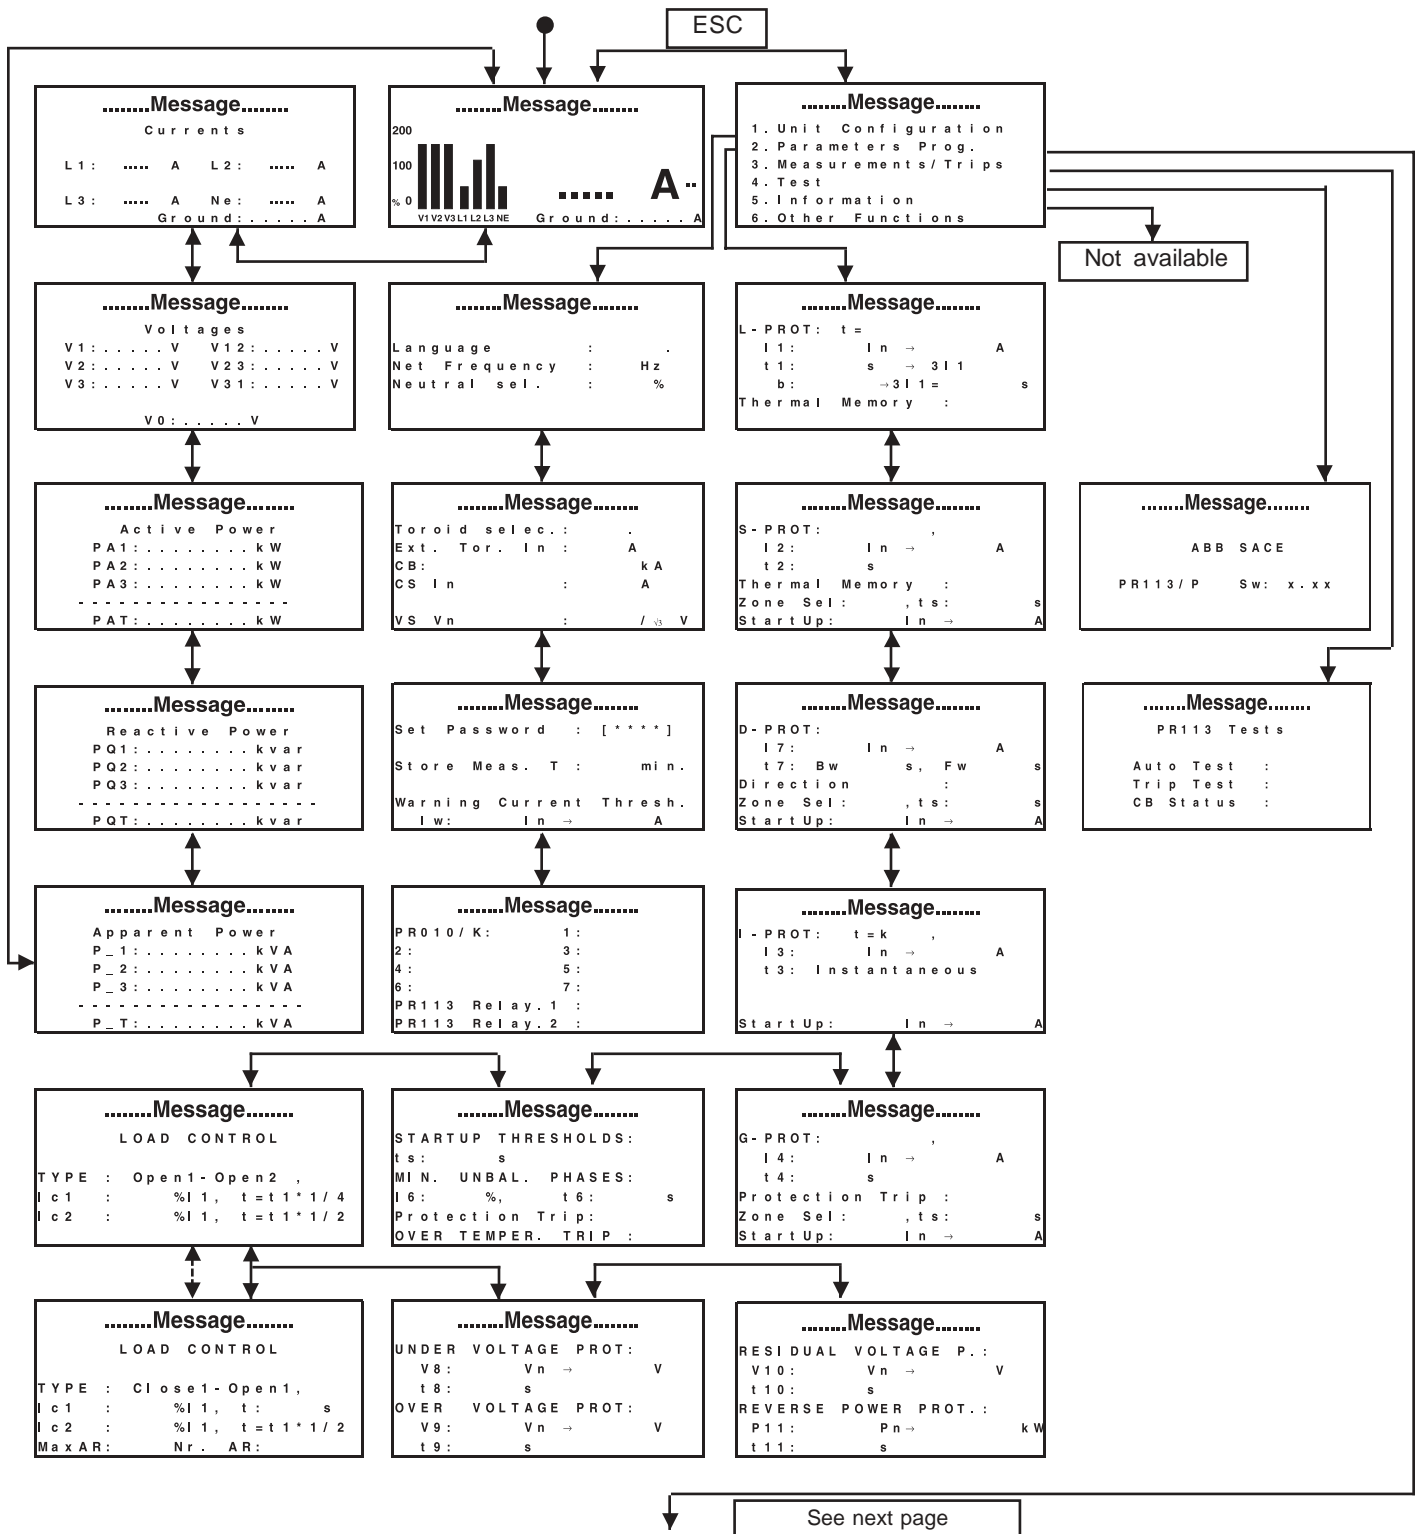 ESC
........Message........
Currents
L1: ..... A L2: ..... A
L3: ..... A Ne: ..... A
Ground:..... A
........Message........
200
100
% 0
V1 V2 V3 L1 L2 L3 NE
..... A ..
Ground:..... A
........Message........
1. Unit Configuration
2. Parameters Prog.
3. Measurements/Trips
4. Test
5. Information
6. Other Functions
Not available
........Message........
Voltages
V1:..... V V12:..... V
V2:..... V V23:..... V
V3:..... V V31:..... V
V0:..... V
........Message........
Language : .
Net Frequency : Hz
Neutral sel. : %
........Message........
L-PROT: t=
I1: In → A
t1: s → 3I1
b: →3I1= s
Thermal Memory :
........Message........
Active Power
PA1:........kW
PA2:........kW
PA3:........kW
-----------------
PAT:........kW
........Message........
Toroid selec.: .
Ext. Tor. In : A
CB: kA
CS In : A
VS Vn : /√3 V
........Message........
S-PROT: ,
I2: In → A
t2: s
Thermal Memory :
Zone Sel: ,ts: s
StartUp: In → A
........Message........
ABB SACE
PR113/P Sw: x.xx
........Message........
Reactive Power
PQ1:........kvar
PQ2:........kvar
PQ3:........kvar
-------------------
PQT:........kvar
........Message........
Set Password : [****]
Store Meas. T: min.
Warning Current Thresh.
Iw: In → A
........Message........
D-PROT:
I7: In → A
t7: Bw s, Fw s
Direction :
Zone Sel: ,ts: s
StartUp: In → A
........Message........
PR113 Tests
Auto Test :
Trip Test :
CB Status :
........Message........
Apparent Power
P_1:........kVA
P_2:........kVA
P_3:........kVA
------------------
P_T:........kVA
........Message........
PR010/K: 1:
2: 3:
4: 5:
6: 7:
PR113 Relay.1 :
PR113 Relay.2 :
........Message........
I-PROT: t=k ,
I3: In → A
t3: Instantaneous
StartUp: In → A
........Message........
LOAD CONTROL
TYPE : Open1-Open2 ,
Ic1 : %I1, t=t1*1/4
Ic2 : %I1, t=t1*1/2
........Message........
STARTUP THRESHOLDS:
ts: s
MIN. UNBAL. PHASES:
I6: %, t6: s
Protection Trip:
OVER TEMPER. TRIP :
........Message........
G-PROT: ,
I4: In → A
t4: s
Protection Trip :
Zone Sel: ,ts: s
StartUp: In → A
........Message........
LOAD CONTROL
TYPE : Close1-Open1,
Ic1 : %I1, t: s
Ic2 : %I1, t=t1*1/2
MaxAR: Nr. AR:
........Message........
UNDER VOLTAGE PROT:
V8: Vn → V
t8: s
OVER VOLTAGE PROT:
V9: Vn → V
t9: s
........Message........
RESIDUAL VOLTAGE P.:
V10: Vn → V
t10: s
REVERSE POWER PROT.:
P11: Pn→ kW
t11: s
See next page